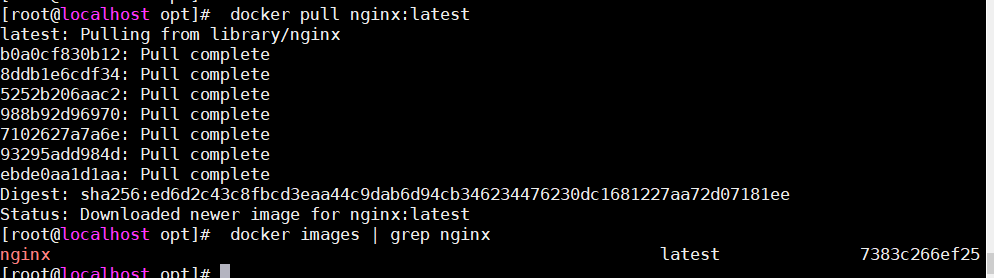 [root@localhost opt]#  docker pull nginx:latest
latest: Pulling from library/nginx
b0a0cf830b12: Pull complete
8ddb1e6cdf34: Pull complete
5252b206aac2: Pull complete
988b92d96970: Pull complete
7102627a7a6e: Pull complete
93295add984d: Pull complete
ebde0aa1d1aa: Pull complete
Digest: sha256:ed6d2c43c8fbcd3eaa44c9dab6d94cb346234476230dc1681227aa72d07181ee
Status: Downloaded newer image for nginx:latest
[root@localhost opt]#  docker images | grep nginx
nginx latest 7383c266ef25
[root@localhost opt]#